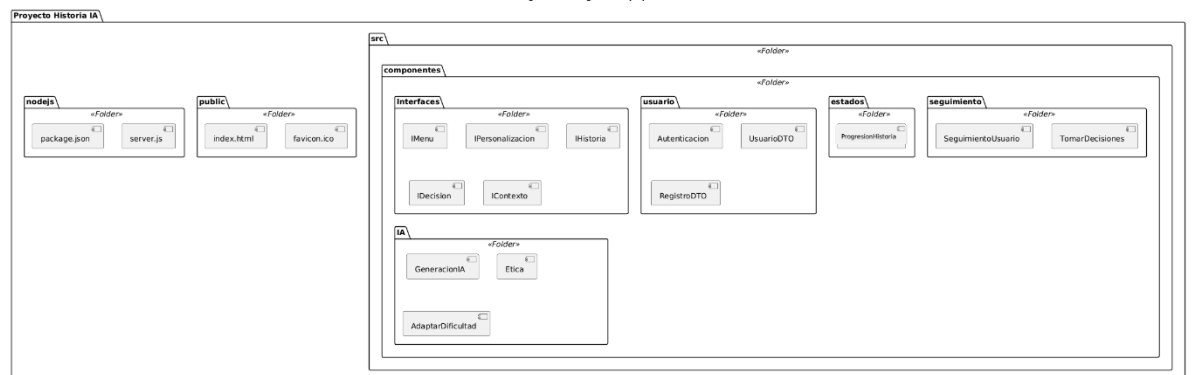 Proyecto Historia IA
src
«Folder»
componentes
«Folder»
nodejs
«Folder»
package.json
server.js
public
«Folder»
index.html
favicon.ico
Interfaces
«Folder»
IMenu
IPersonalizacion
IHistoria
IDecision
IContexto
usuario
«Folder»
Autenticacion
UsuarioDTO
RegistroDTO
estados
«Folder»
ProgresionHistoria
seguimiento
«Folder»
SeguimientoUsuario
TomarDecisiones
IA
«Folder»
GeneracionIA
Etica
AdaptarDificultad